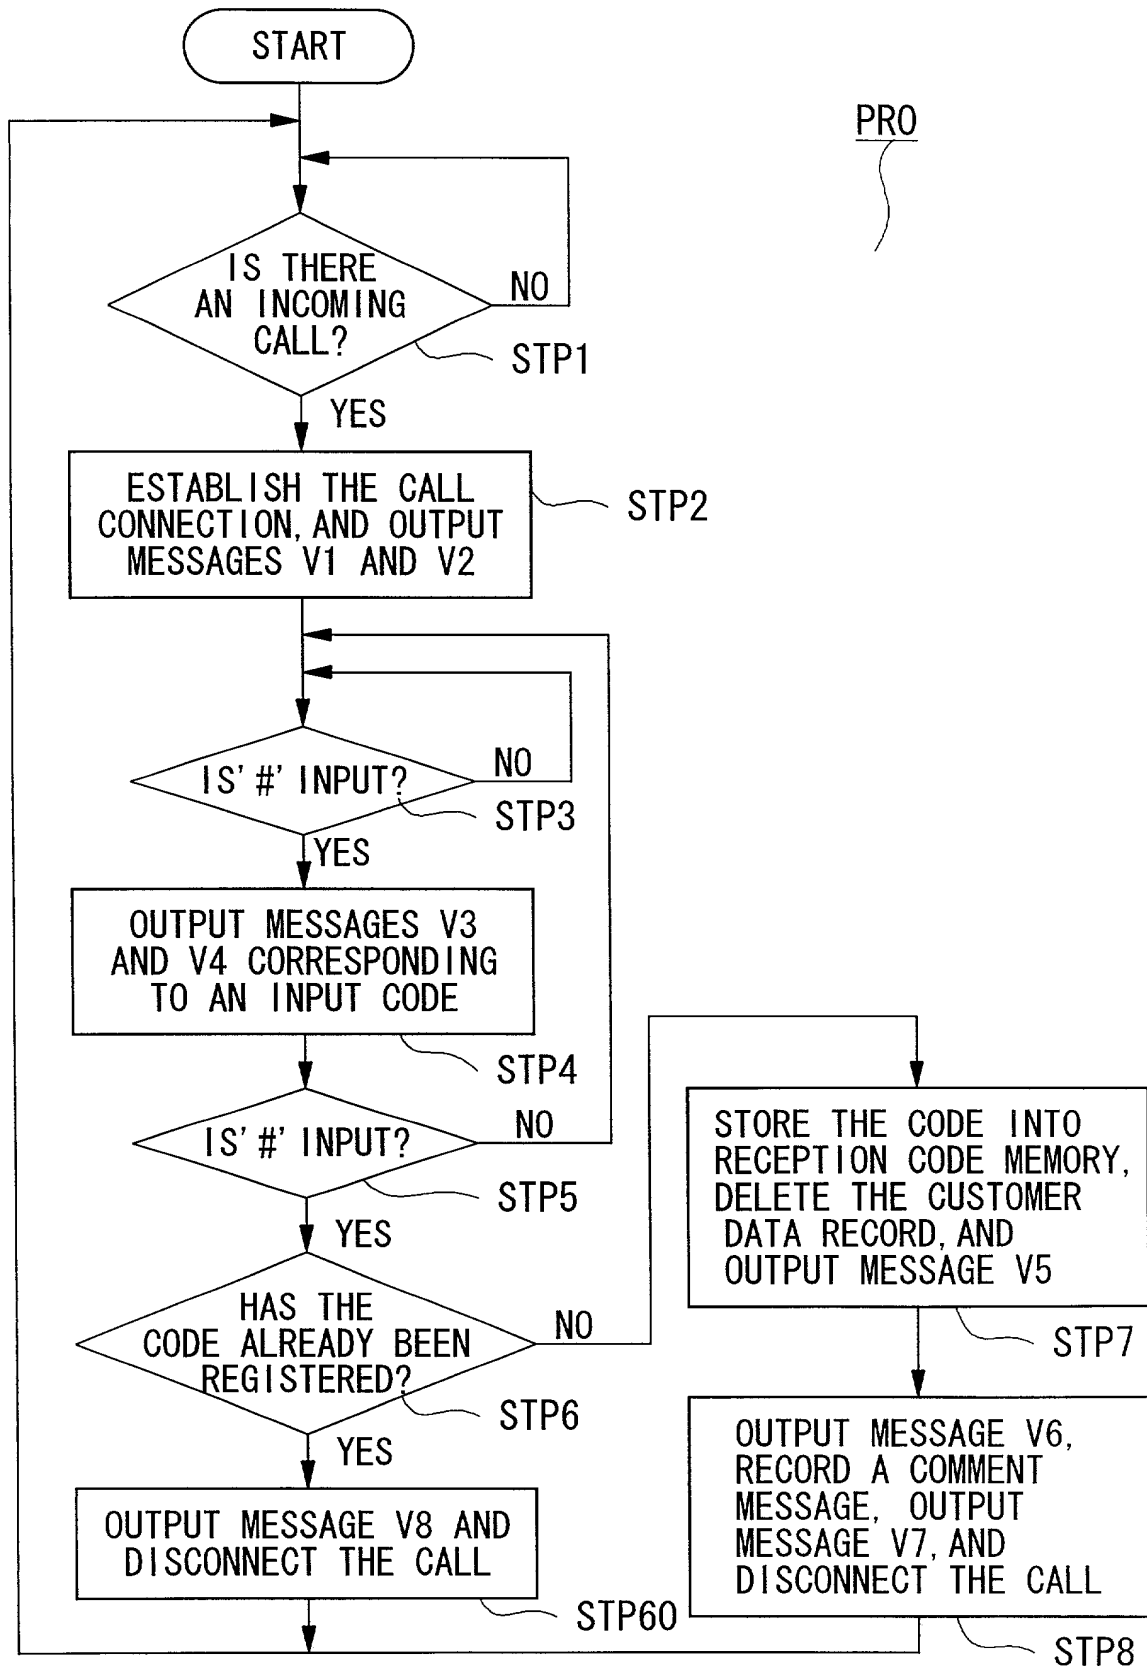 START
PRO
IS THERE
AN INCOMING
CALL?
NO
STP1
YES
ESTABLISH THE CALL
CONNECTION, AND OUTPUT
MESSAGES V1 AND V2
STP2
IS '#' INPUT?
NO
STP3
YES
OUTPUT MESSAGES V3
AND V4 CORRESPONDING
TO AN INPUT CODE
STP4
IS '#' INPUT?
NO
STP5
YES
HAS THE
CODE ALREADY BEEN
REGISTERED?
NO
STP6
YES
OUTPUT MESSAGE V8 AND
DISCONNECT THE CALL
STP60
STORE THE CODE INTO
RECEPTION CODE MEMORY,
DELETE THE CUSTOMER
DATA RECORD, AND
OUTPUT MESSAGE V5
STP7
OUTPUT MESSAGE V6,
RECORD A COMMENT
MESSAGE, OUTPUT
MESSAGE V7, AND
DISCONNECT THE CALL
STP8